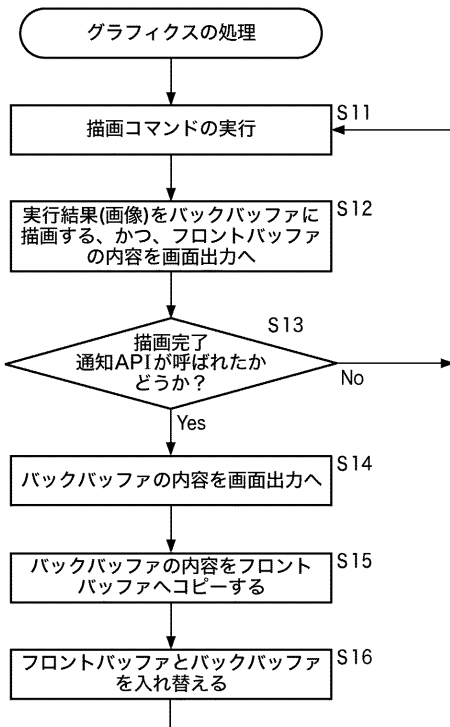 グラフィクスの処理
S11
描画コマンドの実行
S12
実行結果(画像)をバックバッファに
描画する、かつ、フロントバッファ
の内容を画面出力へ
S13
描画完了
通知APIが呼ばれたか
どうか？
No
Yes
S14
バックバッファの内容を画面出力へ
S15
バックバッファの内容をフロント
バッファへコピーする
S16
フロントバッファとバックバッファ
を入れ替える